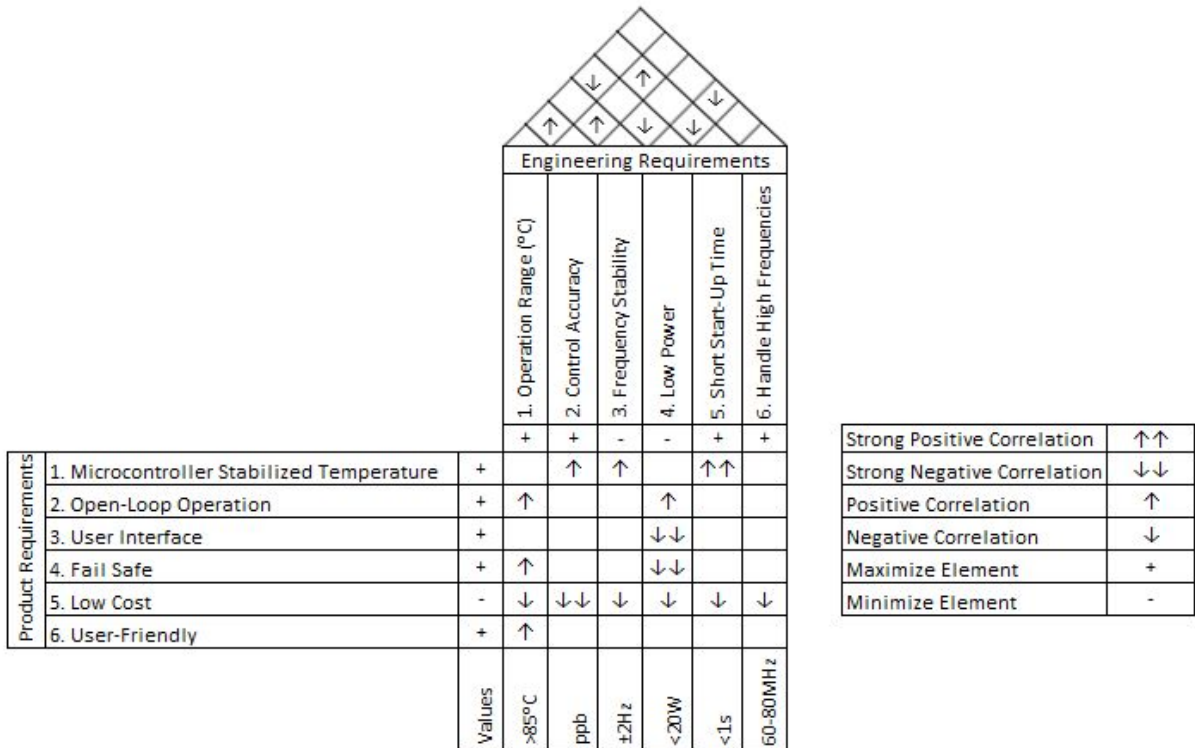 ↓ ↑ ↓
↑ ↑ ↓ ↓
Engineering Requirements
1. Operation Range (°C)
2. Control Accuracy
3. Frequency Stability
4. Low Power
5. Short Start-Up Time
6. Handle High Frequencies
+ + - - + +
Product Requirements
1. Microcontroller Stabilized Temperature + ↑ ↑ ↑↑
2. Open-Loop Operation + ↑ ↑
3. User Interface + ↓↓
4. Fail Safe + ↑ ↓↓
5. Low Cost - ↓ ↓↓ ↓ ↓ ↓ ↓
6. User-Friendly + ↑
Values >85°C ppb ±2Hz <20W <1s 60-80MHz
Strong Positive Correlation ↑↑
Strong Negative Correlation ↓↓
Positive Correlation ↑
Negative Correlation ↓
Maximize Element +
Minimize Element -